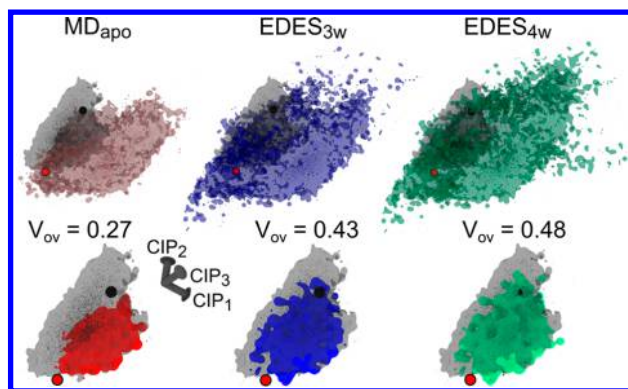 MDapo EDES3w EDES4w
Vov = 0.27 Vov = 0.43 Vov = 0.48
CIP2
CIP3
CIP1